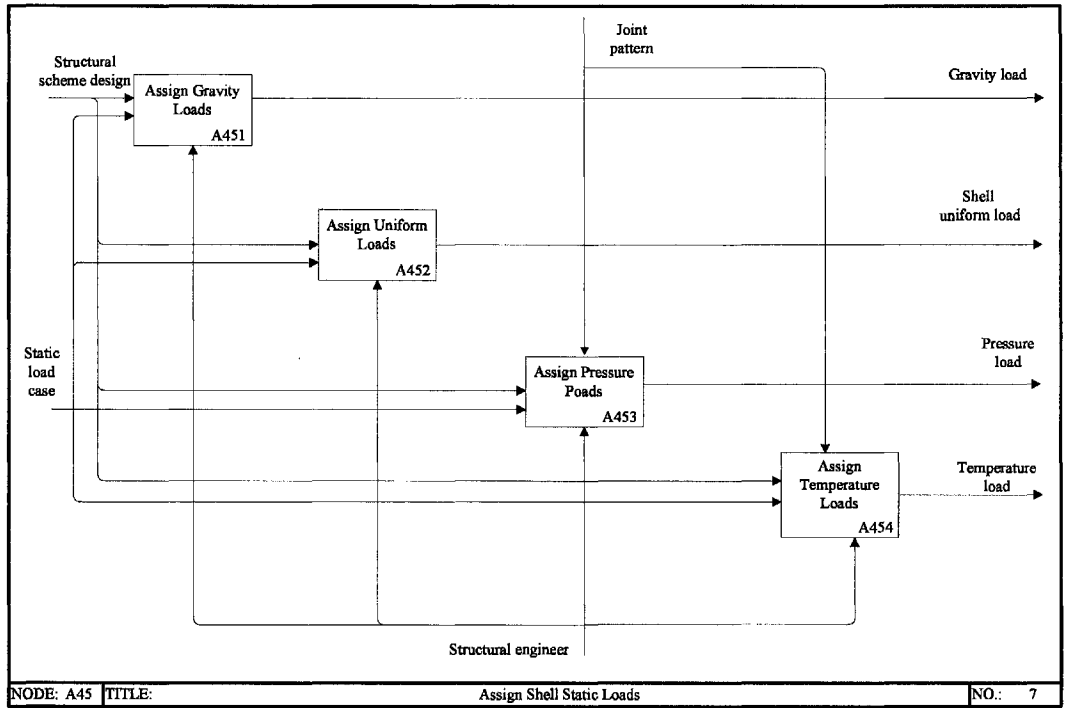 Joint
pattern
Structural
scheme design
Assign Gravity
Loads
A451
Gravity load
Assign Uniform
Loads
A452
Shell
uniform load
Static
load
case
Assign Pressure
Poads
A453
Pressure
load
Assign
Temperature
Loads
A454
Temperature
load
Structural engineer
NODE: A45 TITLE: Assign Shell Static Loads NO.: 7